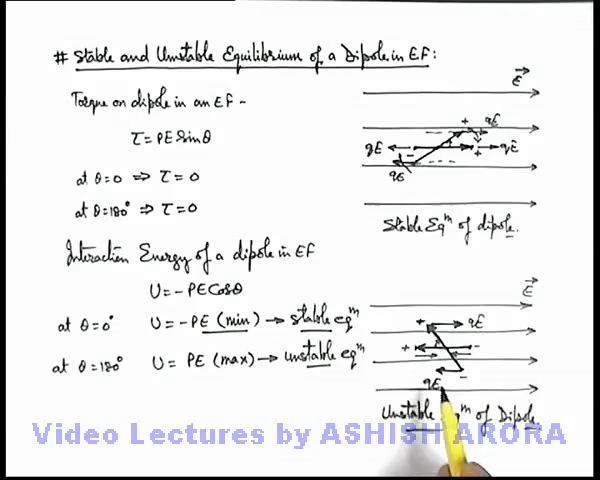 # Stable and Unstable Equilibrium of a Dipole in EF :
Torque on dipole in an EF -
τ = PE Sinθ
at θ=0 ⇒ τ = 0
at θ=180° ⇒ τ = 0
Interaction Energy of a dipole in EF
U = - PE Cosθ
at θ=0° U = - PE (min) → stable eqᵐ
at θ=180° U = PE (max) → unstable eqᵐ
E⃗
+ qE
qE - + qE
qE
Stable Eqᵐ of dipole.
E⃗
+ qE
+ -
-
qE
Unstable Eqᵐ of Dipole
Video Lectures by ASHISH ARORA